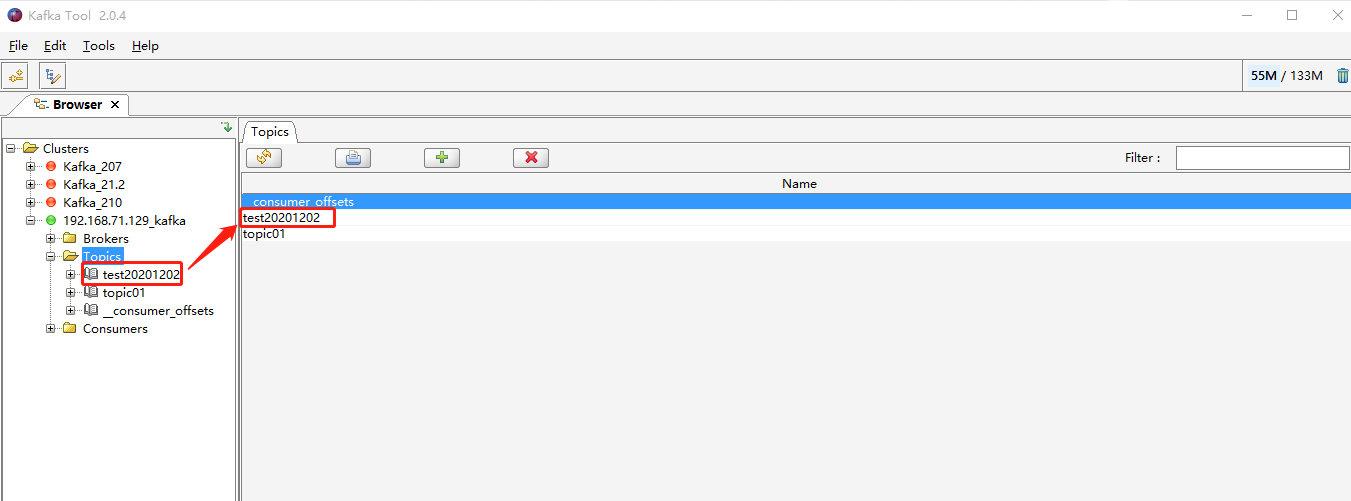 Kafka Tool 2.0.4
File Edit Tools Help
55M / 133M
Browser
Topics
Clusters
Kafka_207
Kafka_21.2
Kafka_210
192.168.71.129_kafka
Brokers
Topics
test20201202
topic01
__consumer_offsets
Consumers
Filter :
Name
__consumer_offsets
test20201202
topic01